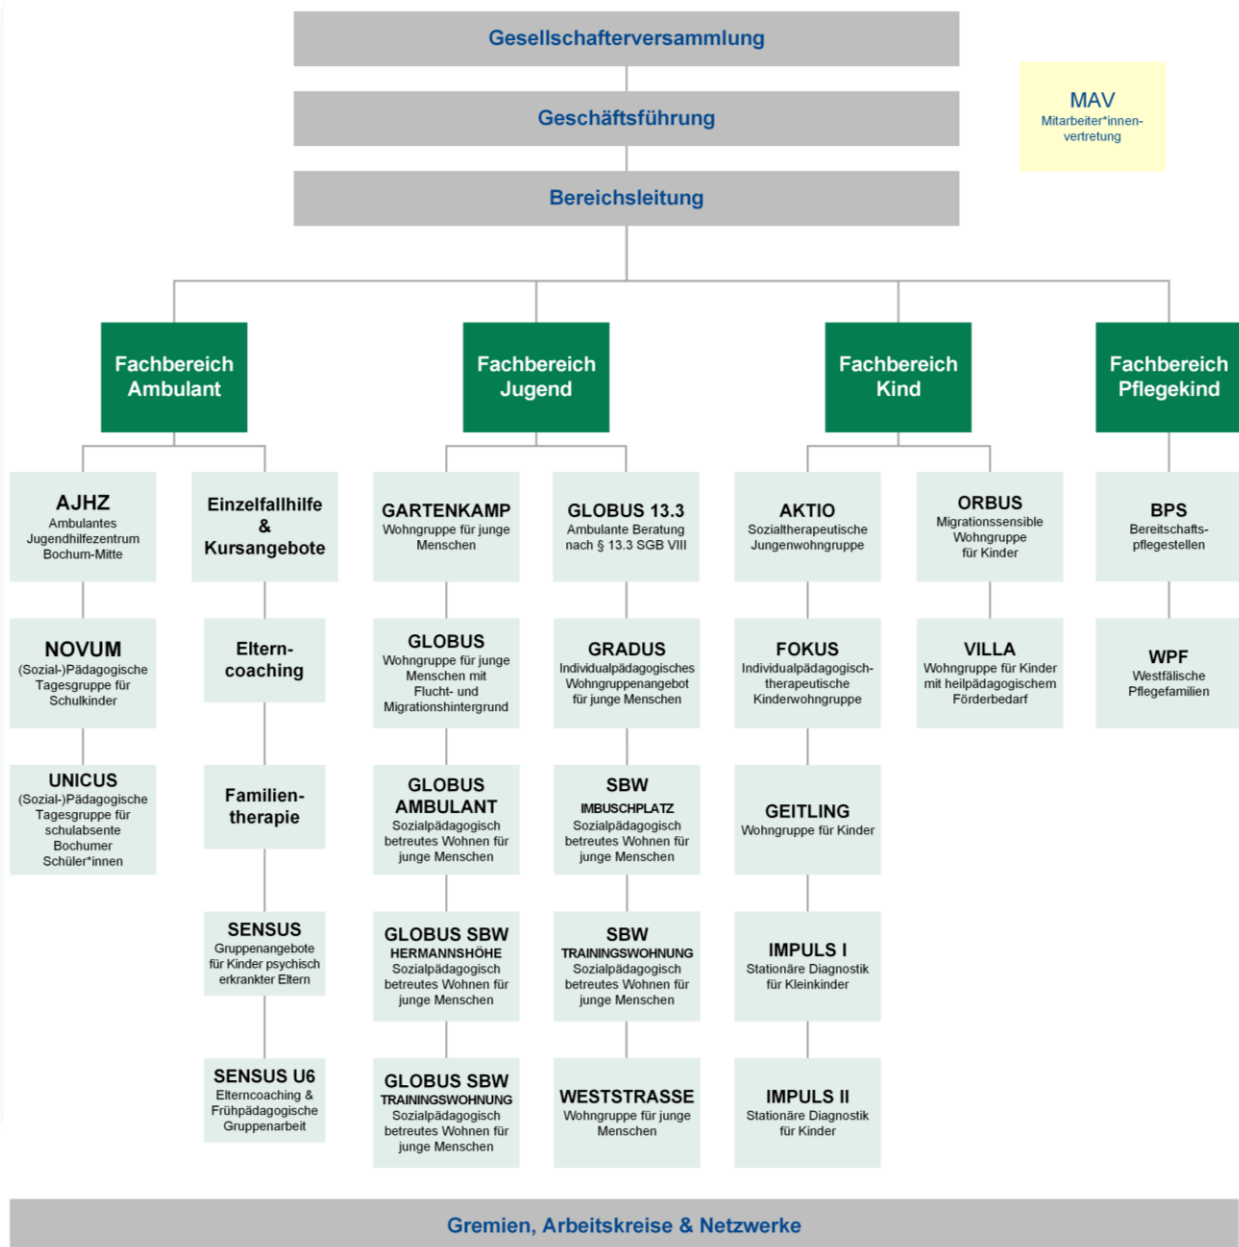 Gesellschafterversammlung
Geschäftsführung
Bereichsleitung
MAV
Mitarbeiter*innen-
vertretung
Fachbereich
Ambulant
Fachbereich
Jugend
Fachbereich
Kind
Fachbereich
Pflegekind
AJHZ
Ambulantes
Jugendhilfezentrum
Bochum-Mitte
NOVUM
(Sozial-)Pädagogische
Tagesgruppe für
Schulkinder
UNICUS
(Sozial-)Pädagogische
Tagesgruppe für
schulabsente
Bochumer
Schüler*innen
Einzelfallhilfe
&
Kursangebote
Eltern-
coaching
Familien-
therapie
SENSUS
Gruppenangebote
für Kinder psychisch
erkrankter Eltern
SENSUS U6
Elterncoaching &
Frühpädagogische
Gruppenarbeit
GARTENKAMP
Wohngruppe für junge
Menschen
GLOBUS
Wohngruppe für junge
Menschen mit
Flucht- und
Migrationshintergrund
GLOBUS
AMBULANT
Sozialpädagogisch
betreutes Wohnen für
junge Menschen
GLOBUS SBW
HERMANNSHÖHE
Sozialpädagogisch
betreutes Wohnen für
junge Menschen
GLOBUS SBW
TRAININGSWOHNUNG
Sozialpädagogisch
betreutes Wohnen für
junge Menschen
GLOBUS 13.3
Ambulante Beratung
nach § 13.3 SGB VIII
GRADUS
Individualpädagogisches
Wohngruppenangebot
für junge Menschen
SBW
IMBUSCHPLATZ
Sozialpädagogisch
betreutes Wohnen für
junge Menschen
SBW
TRAININGSWOHNUNG
Sozialpädagogisch
betreutes Wohnen für
junge Menschen
WESTSTRASSE
Wohngruppe für junge
Menschen
AKTIO
Sozialtherapeutische
Jungenwohngruppe
FOKUS
Individualpädagogisch-
therapeutische
Kinderwohngruppe
GEITLING
Wohngruppe für Kinder
IMPULS I
Stationäre Diagnostik
für Kleinkinder
IMPULS II
Stationäre Diagnostik
für Kinder
ORBUS
Migrationssensible
Wohngruppe
für Kinder
VILLA
Wohngruppe für Kinder
mit heilpädagogischem
Förderbedarf
BPS
Bereitschafts-
pflegestellen
WPF
Westfälische
Pflegefamilien
Gremien, Arbeitskreise & Netzwerke